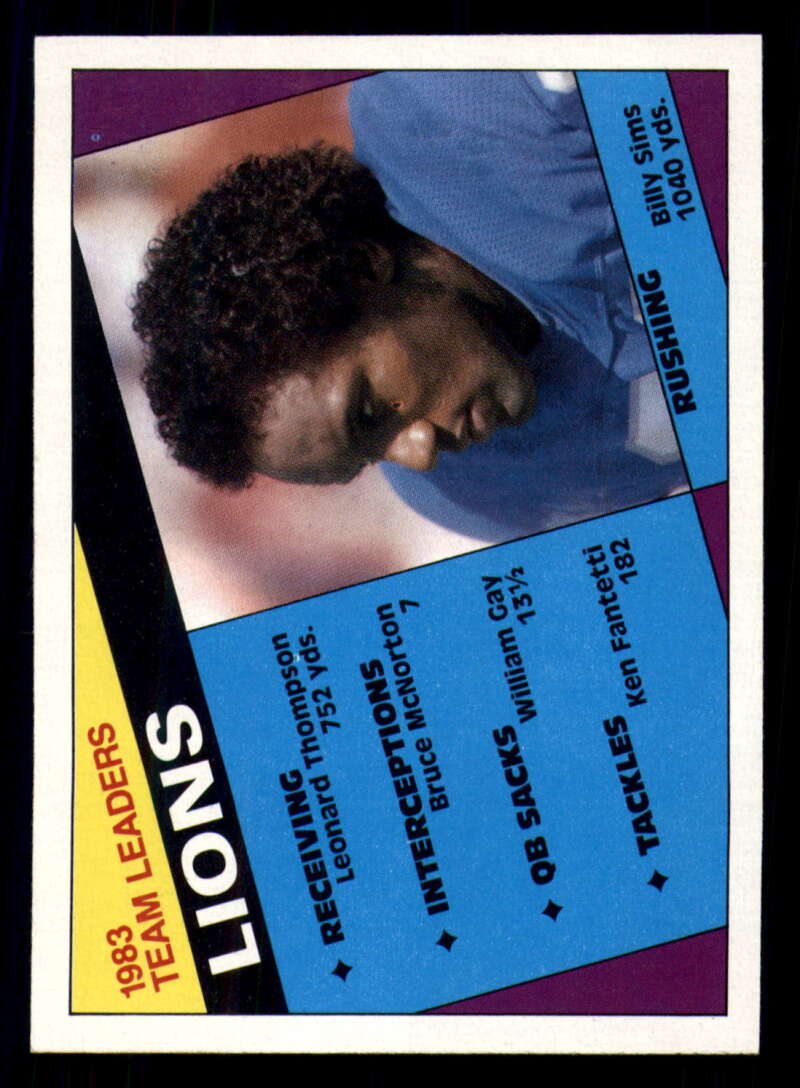 1983
TEAM LEADERS
LIONS
RECEIVING
Leonard Thompson
752 yds.
INTERCEPTIONS
Bruce McNorton
7
QB SACKS William Gay
13½
TACKLES Ken Fantetti
182
RUSHING Billy Sims
1040 yds.